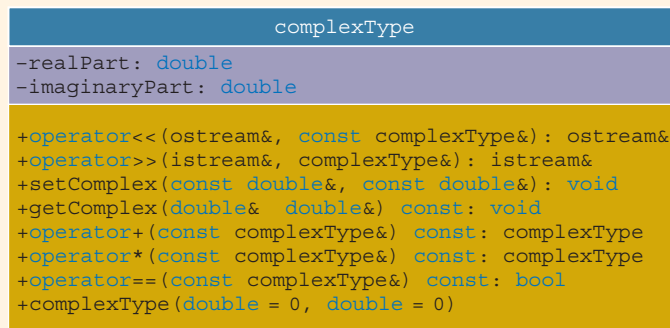 complexType
-realPart: double
-imaginaryPart: double
+operator<<(ostream&, const complexType&): ostream&
+operator>>(istream&, complexType&): istream&
+setComplex(const double&, const double&): void
+getComplex(double& double&) const: void
+operator+(const complexType&) const: complexType
+operator*(const complexType&) const: complexType
+operator==(const complexType&) const: bool
+complexType(double = 0, double = 0)